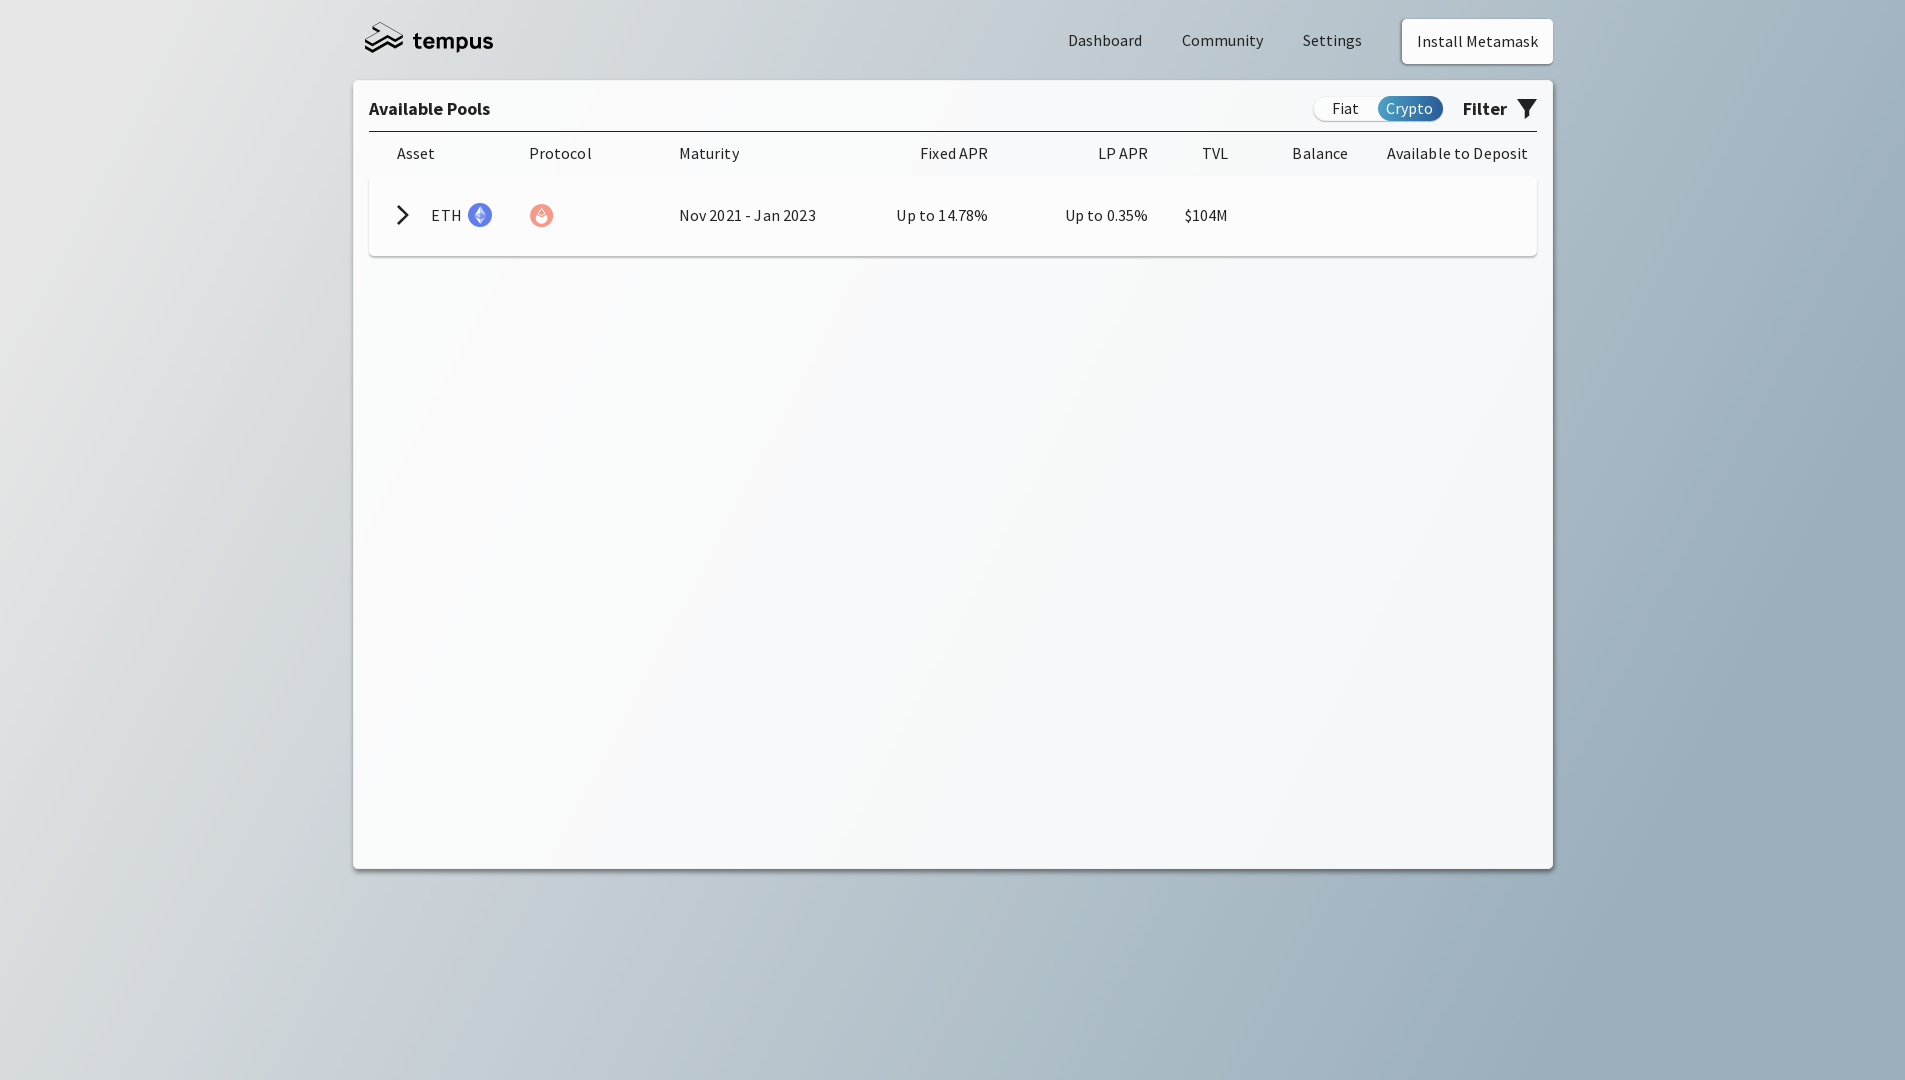 tempus
Dashboard
Community
Settings
Install Metamask
Available Pools
Fiat
Crypto
Filter
Asset
Protocol
Maturity
Fixed APR
LP APR
TVL
Balance
Available to Deposit
ETH
Nov 2021 - Jan 2023
Up to 14.78%
Up to 0.35%
$104M